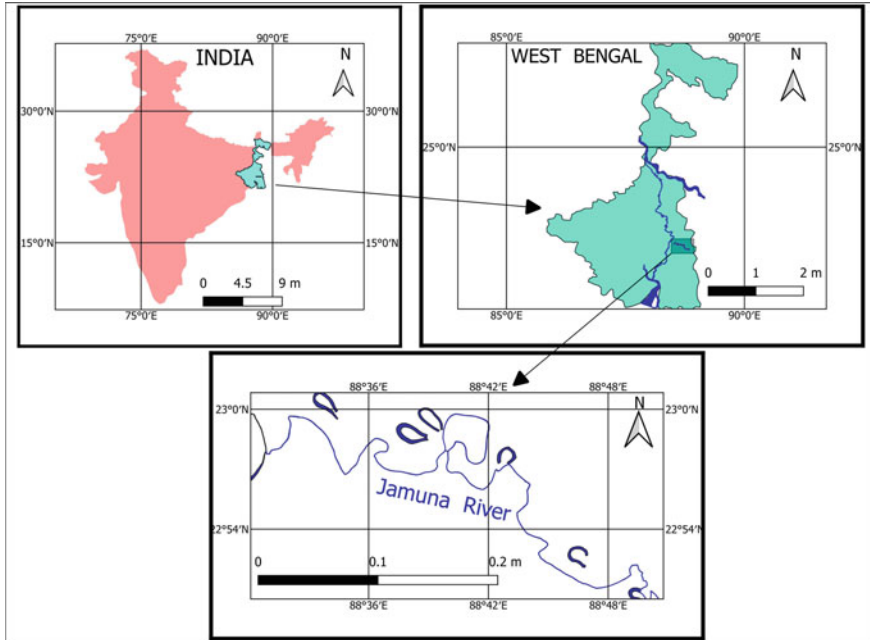 75°0'E 90°0'E
INDIA
N
30°0'N 30°0'N
15°0'N 15°0'N
0 4.5 9 m
75°0'E 90°0'E
85°0'E 90°0'E
WEST BENGAL
N
25°0'N 25°0'N
0 1 2 m
85°0'E 90°0'E
88°36'E 88°42'E 88°48'E
N
23°0'N 23°0'N
Jamuna River
22°54'N 22°54'N
0 0.1 0.2 m
88°36'E 88°42'E 88°48'E